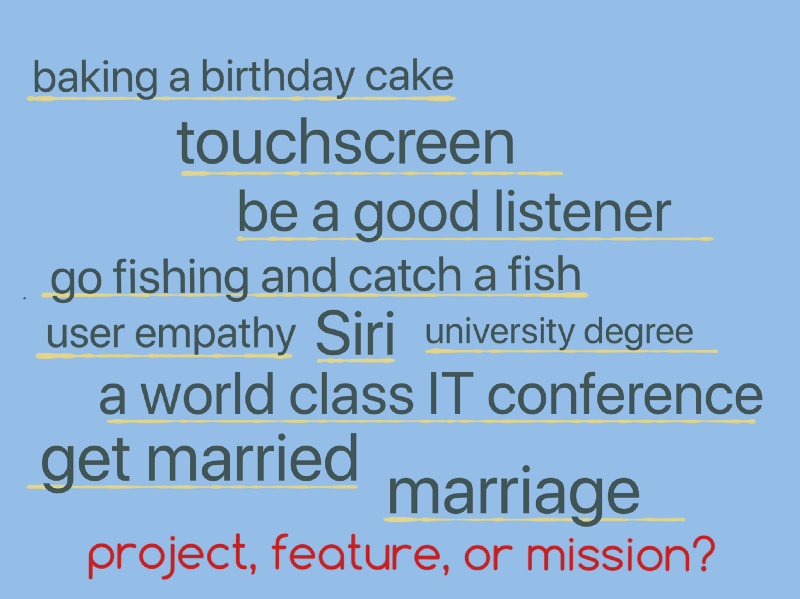 baking a birthday cake
touchscreen
be a good listener
go fishing and catch a fish
user empathy Siri university degree
a world class IT conference
get married
marriage
project, feature, or mission?